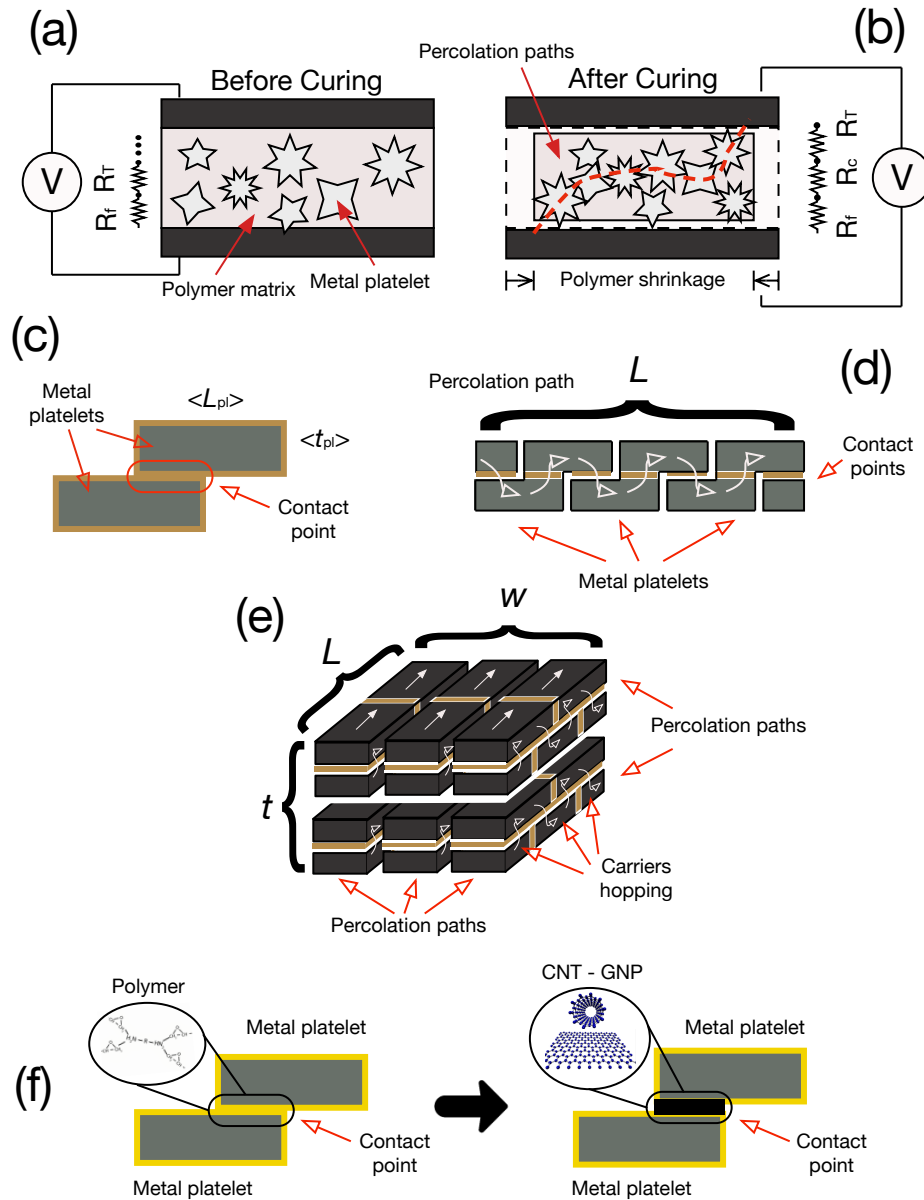 (a)
Before Curing
V
R_T
R_f
Polymer matrix
Metal platelet
(b)
Percolation paths
After Curing
R_T
R_c
R_f
V
Polymer shrinkage
(c)
Metal
platelets
<L_pl>
<t_pl>
Contact
point
(d)
Percolation path
L
Contact
points
Metal platelets
(e)
w
L
t
Percolation paths
Carriers
hopping
Percolation paths
(f)
Polymer
Metal platelet
Contact
point
Metal platelet
CNT - GNP
Metal platelet
Contact
point
Metal platelet